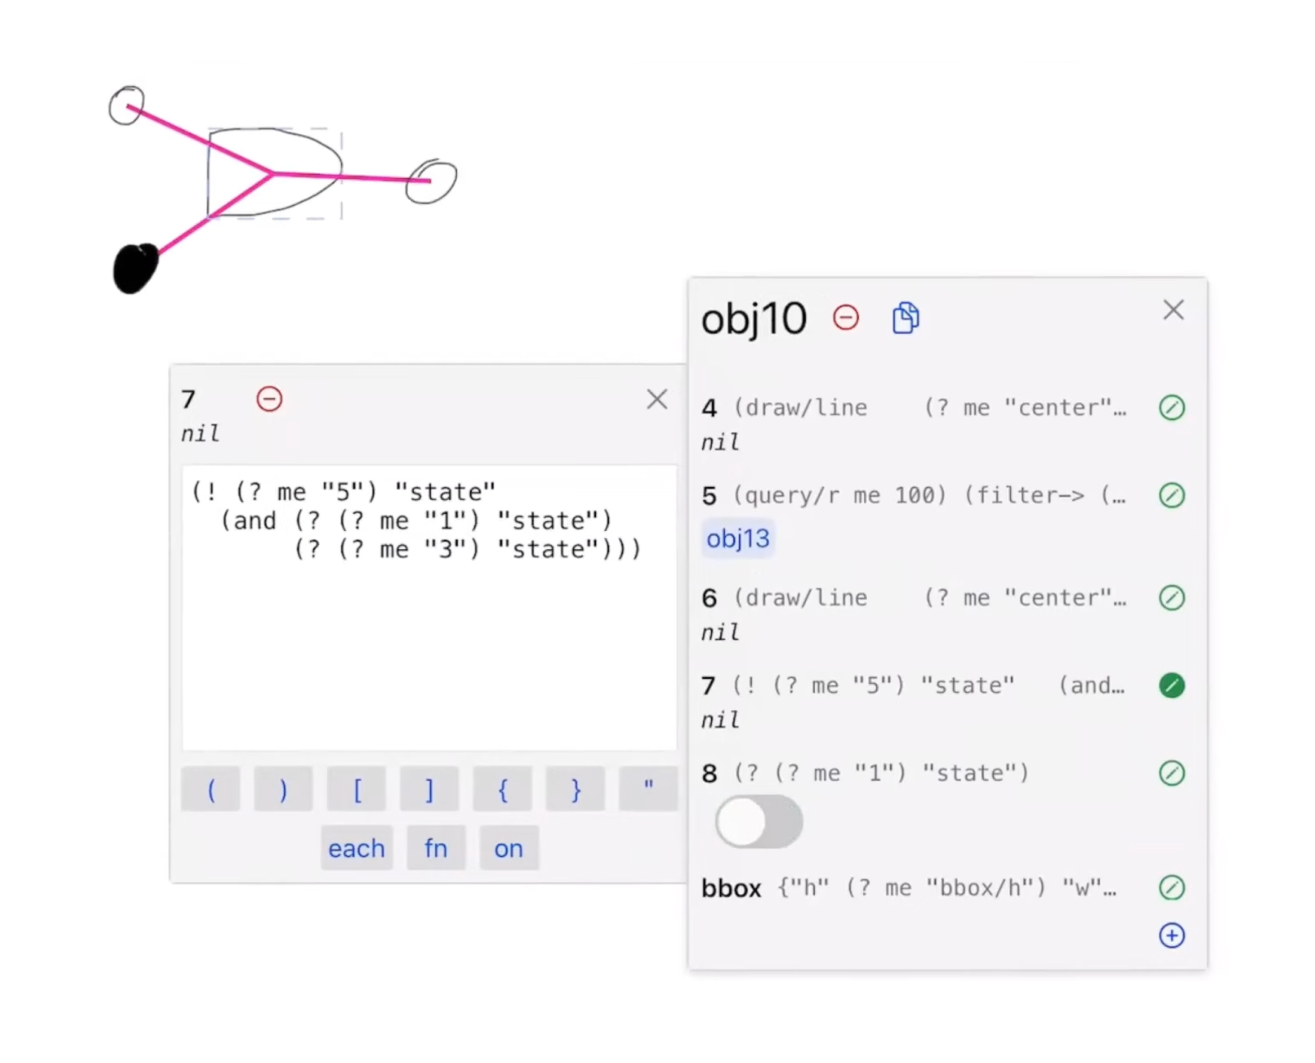 7
nil
(! (? me "5") "state"
  (and (? (? me "1") "state")
       (? (? me "3") "state")))
( ) [ ] { } "
each fn on
obj10
4 (draw/line    (? me "center"…
nil
5 (query/r me 100) (filter–> (…
obj13
6 (draw/line    (? me "center"…
nil
7 (! (? me "5") "state"   (and…
nil
8 (? (? me "1") "state")
bbox {"h" (? me "bbox/h") "w"…